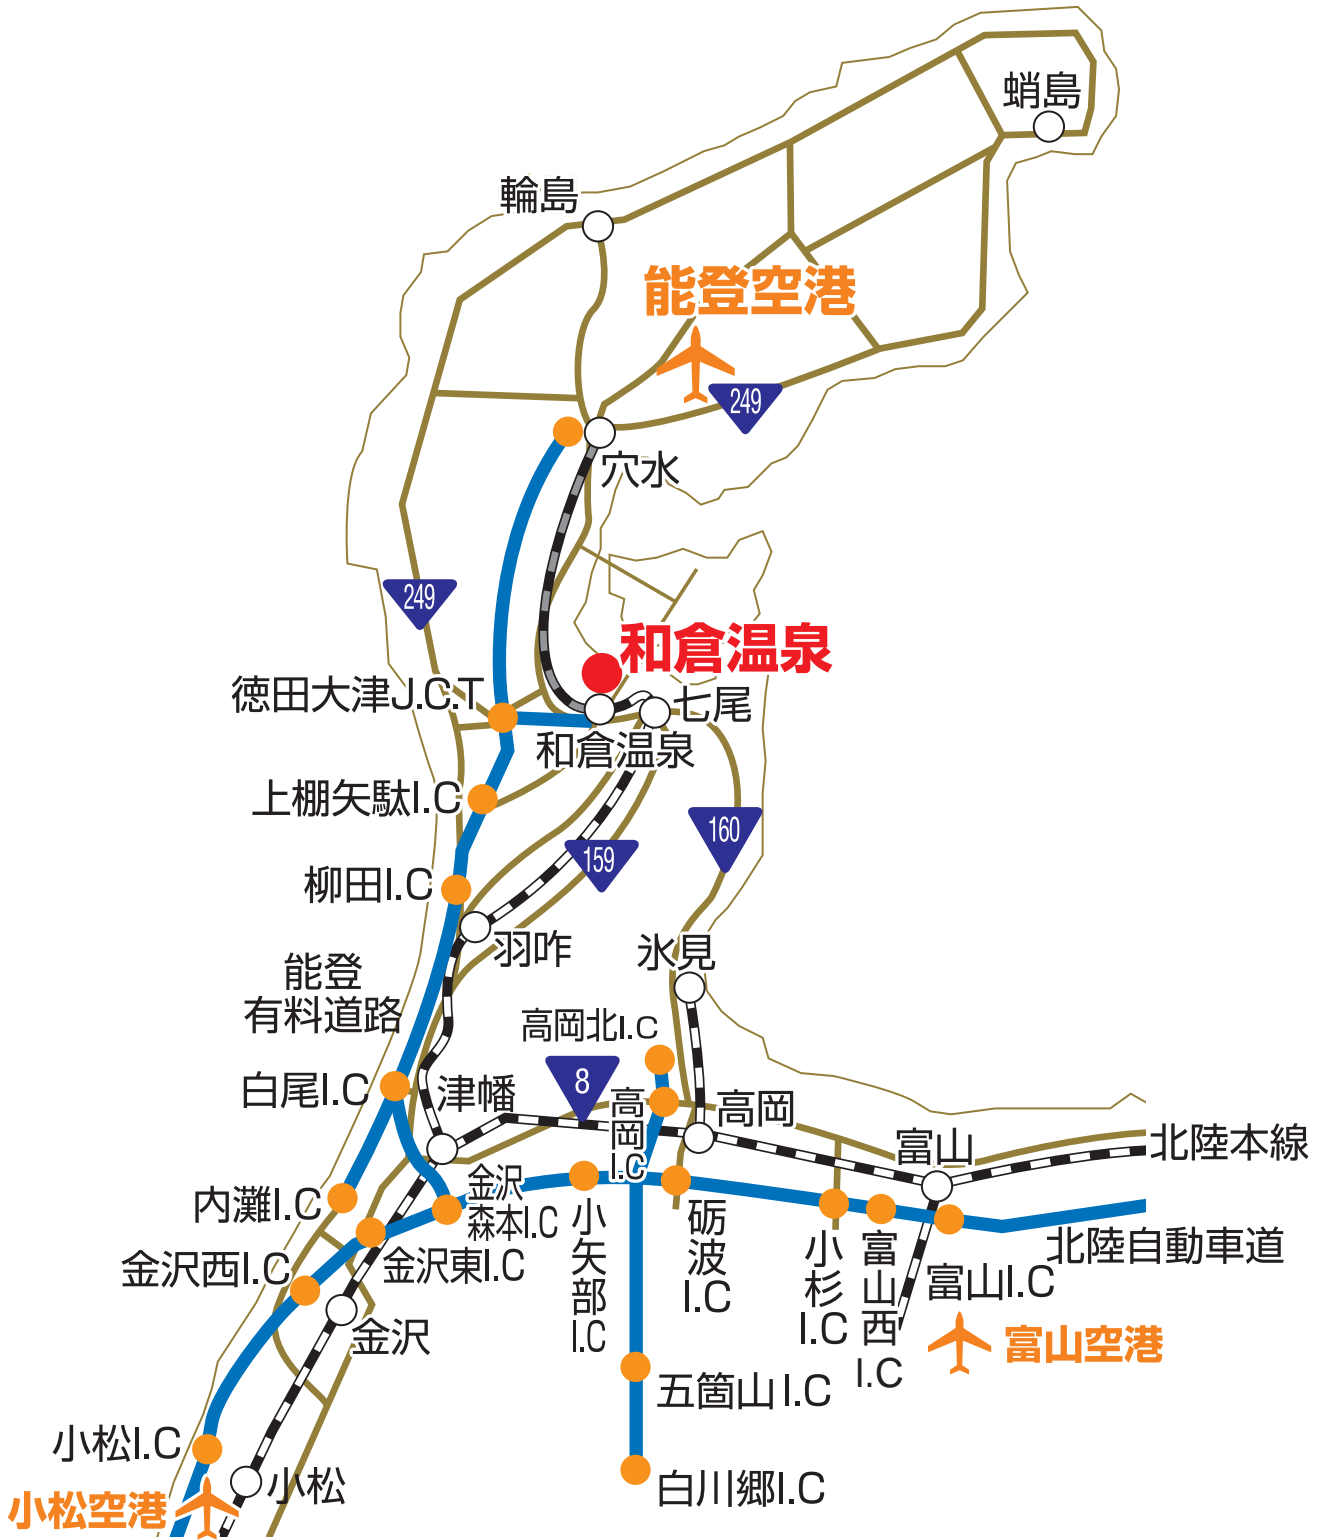 蛸島
輪島
能登空港
249
穴水
249
和倉温泉
徳田大津J.C.T
七尾
和倉温泉
上棚矢駄I.C
160
159
柳田I.C
羽咋
氷見
能登
有料道路
高岡北I.C
8
白尾I.C
津幡
高
岡
I.C
高岡
富山
北陸本線
内灘I.C
金沢
森本I.C
小
矢
部
I.C
砺
波
I.C
小
杉
I.C
富
山
西
I.C
北陸自動車道
金沢西I.C
金沢東I.C
富山I.C
金沢
富山空港
五箇山I.C
小松I.C
小松
白川郷I.C
小松空港